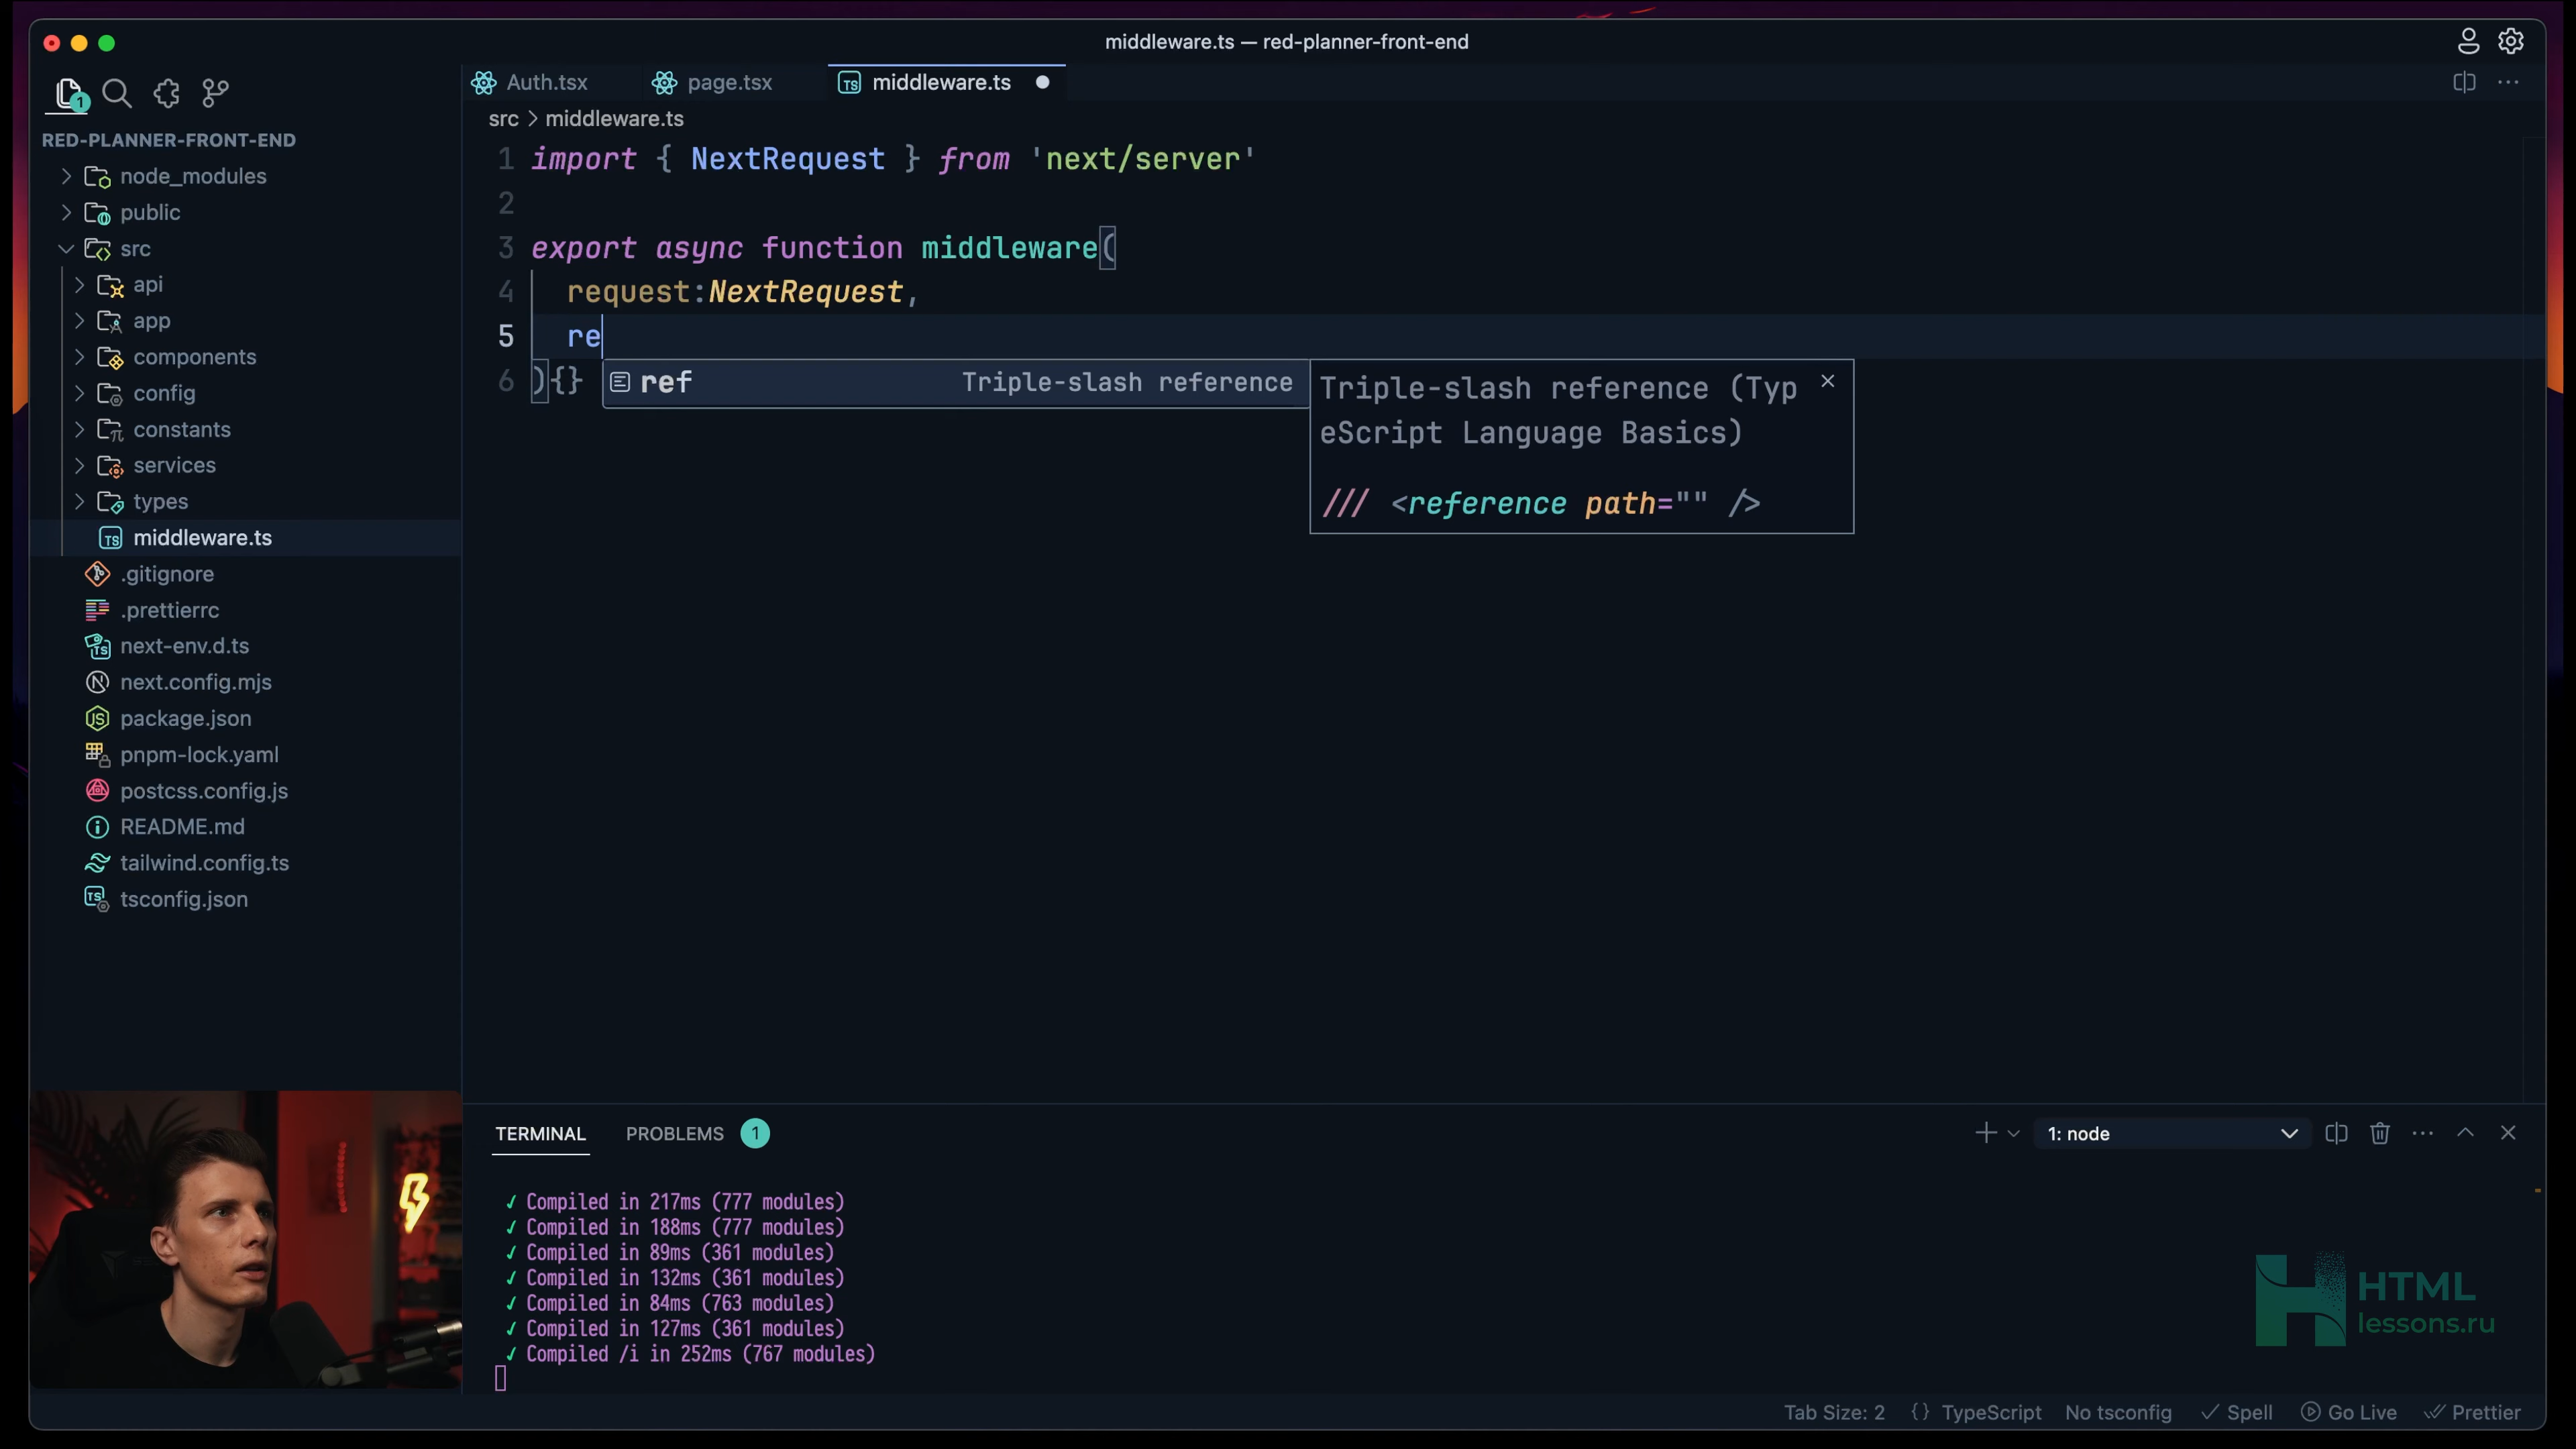 middleware.ts — red-planner-front-end
1
Auth.tsx
page.tsx
middleware.ts
src > middleware.ts
RED-PLANNER-FRONT-END
node_modules
public
src
api
app
components
config
constants
services
types
middleware.ts
.gitignore
.prettierrc
next-env.d.ts
next.config.mjs
package.json
pnpm-lock.yaml
postcss.config.js
README.md
tailwind.config.ts
tsconfig.json
1 import { NextRequest } from 'next/server'
2
3 export async function middleware(
4 request:NextRequest,
5 re
6 ){}
ref Triple-slash reference
Triple-slash reference (Typ
eScript Language Basics)
/// <reference path="" />
TERMINAL PROBLEMS 1
1: node
✓ Compiled in 217ms (777 modules)
✓ Compiled in 188ms (777 modules)
✓ Compiled in 89ms (361 modules)
✓ Compiled in 132ms (361 modules)
✓ Compiled in 84ms (763 modules)
✓ Compiled in 127ms (361 modules)
✓ Compiled /i in 252ms (767 modules)
HTML
lessons.ru
Tab Size: 2 {} TypeScript No tsconfig Spell Go Live Prettier